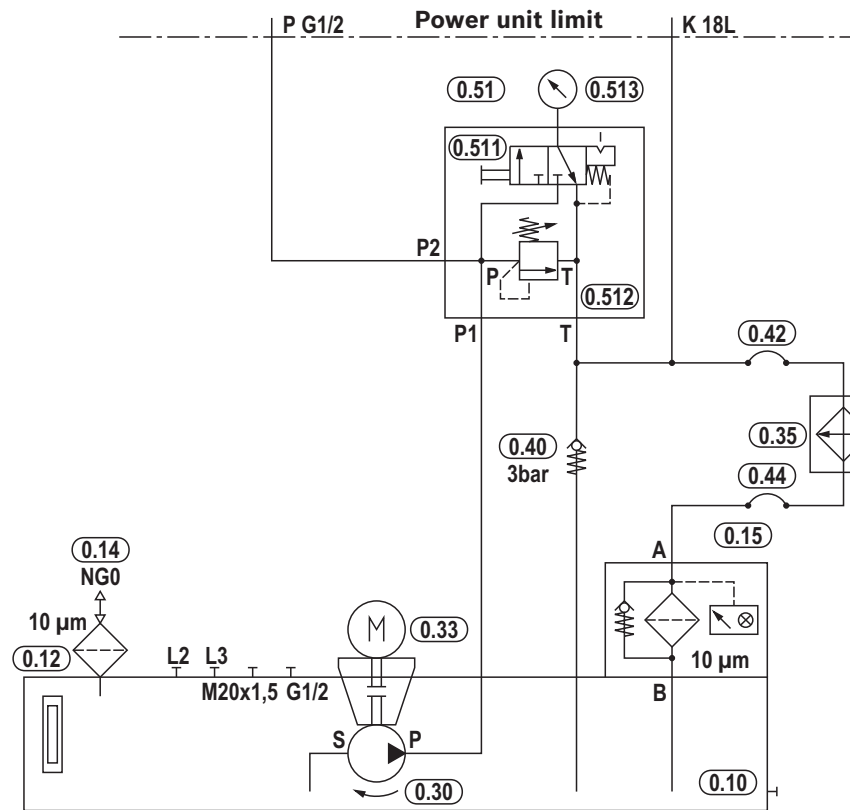 P G1/2
Power unit limit
K 18L
0.51
0.513
0.511
P2
P
T
0.512
P1
T
0.42
0.40
3bar
0.35
0.44
0.15
A
0.14
NG0
10 µm
M
0.33
0.12
L2
L3
10 µm
M20x1,5 G1/2
B
S
P
0.30
0.10